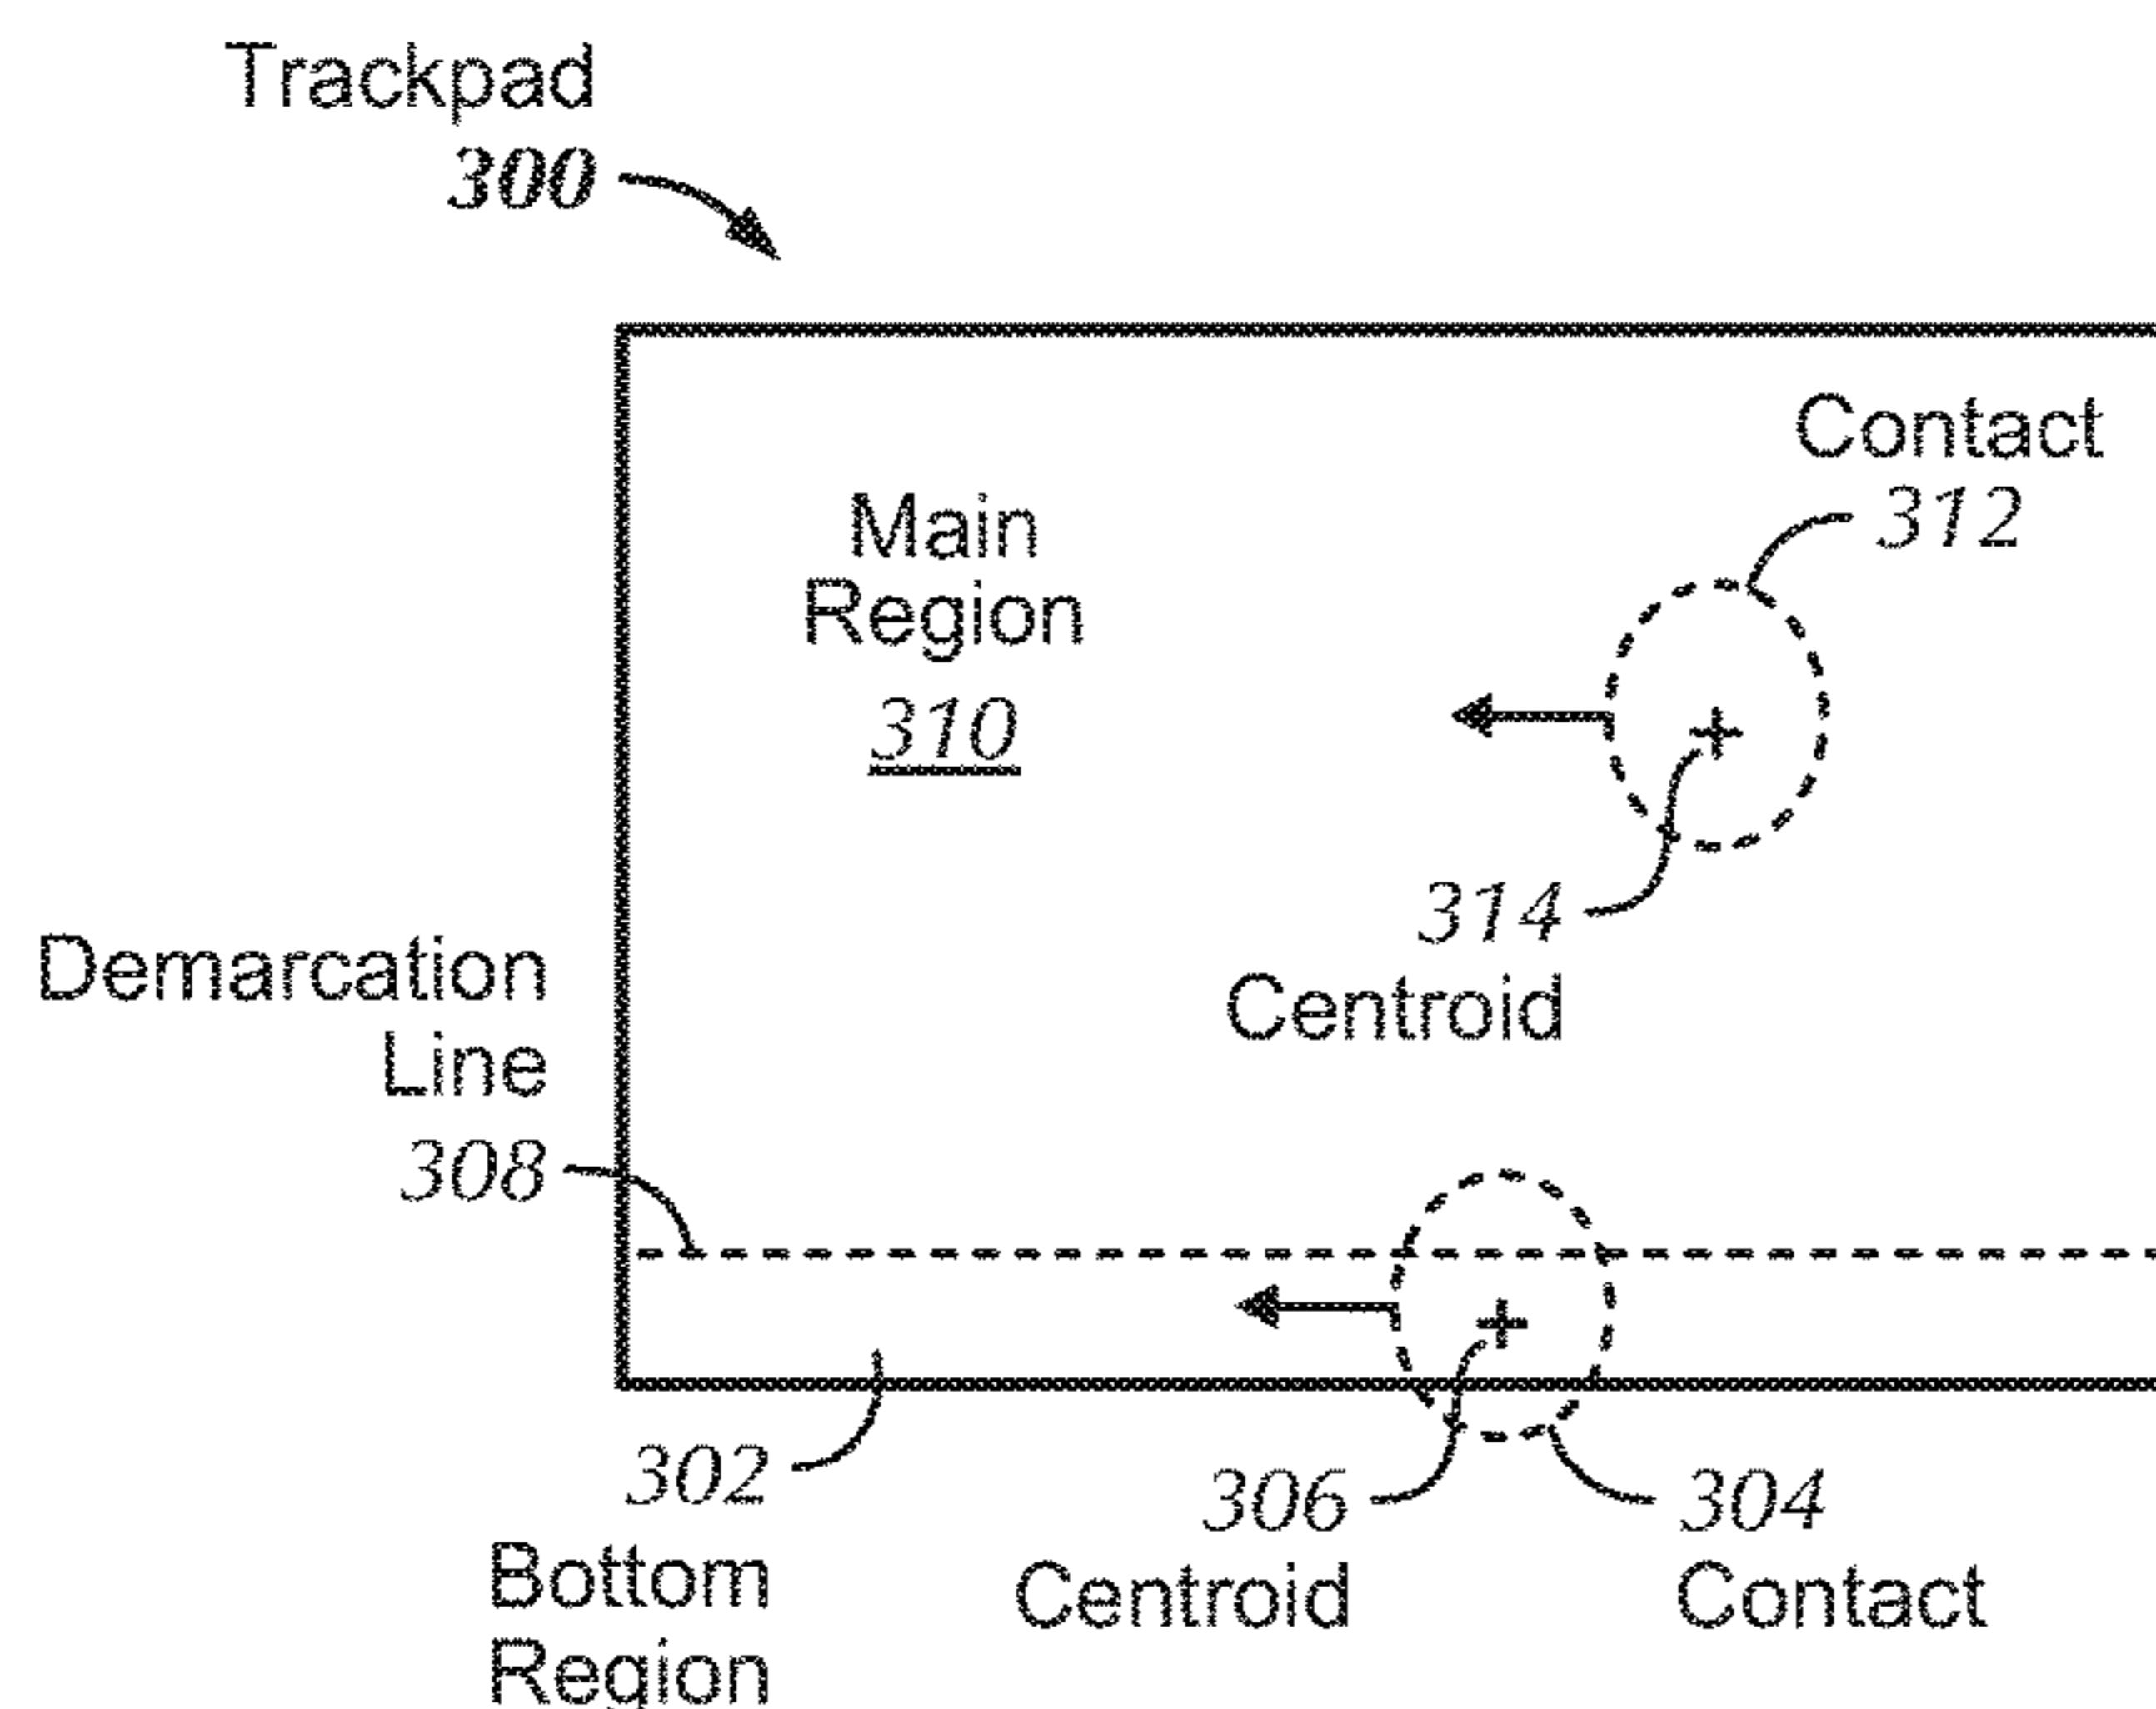 Trackpad
300
Contact
312
Main
Region
310
314
Centroid
Demarcation
Line
308
302
Bottom
Region
306
Centroid
304
Contact